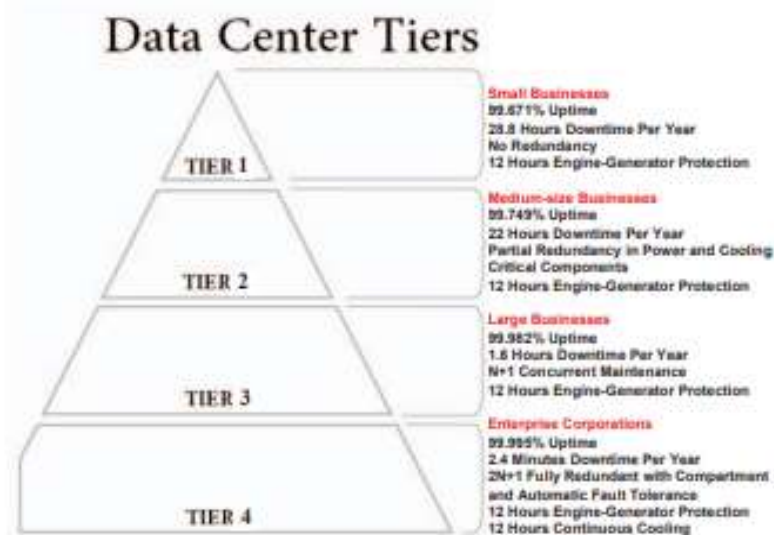 Data Center Tiers
TIER 1
Small Businesses
99.671% Uptime
28.8 Hours Downtime Per Year
No Redundancy
12 Hours Engine-Generator Protection
TIER 2
Medium-size Businesses
99.749% Uptime
22 Hours Downtime Per Year
Partial Redundancy in Power and Cooling
Critical Components
12 Hours Engine-Generator Protection
TIER 3
Large Businesses
99.982% Uptime
1.6 Hours Downtime Per Year
N+1 Concurrent Maintenance
12 Hours Engine-Generator Protection
TIER 4
Enterprise Corporations
99.995% Uptime
2.4 Minutes Downtime Per Year
2N+1 Fully Redundant with Compartment
and Automatic Fault Tolerance
12 Hours Engine-Generator Protection
12 Hours Continuous Cooling